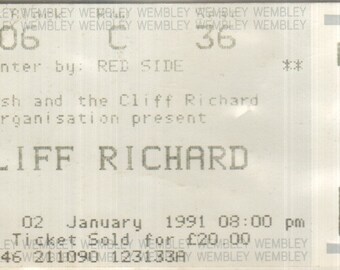 WEMBLEY WEMBLEY WEMBLEY WEMBLEY WEMBLEY
06 C 36
nter by: RED SIDE **
sh and the Cliff Richard
rganisation present
LIFF RICHARD
02 January 1991 08:00 pm
Ticket Sold for £20.00
46 211090 123133A